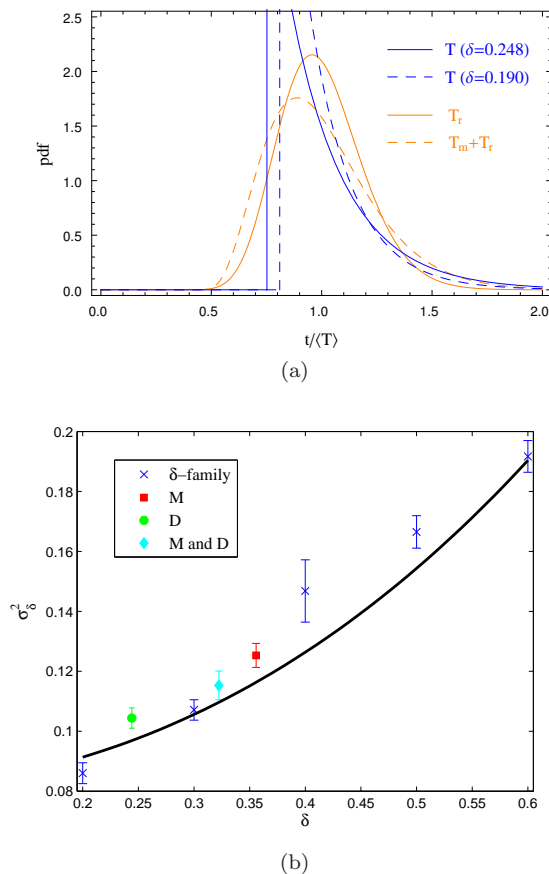 2.5
2.0
1.5
1.0
0.5
0.0
pdf
T (δ=0.248)
T (δ=0.190)
T_r
T_m+T_r
0.0 0.5 1.0 1.5 2.0
t/⟨T⟩
(a)
0.2
0.18
0.16
0.14
0.12
0.1
0.08
σ²_δ
δ−family
M
D
M and D
0.2 0.25 0.3 0.35 0.4 0.45 0.5 0.55 0.6
δ
(b)